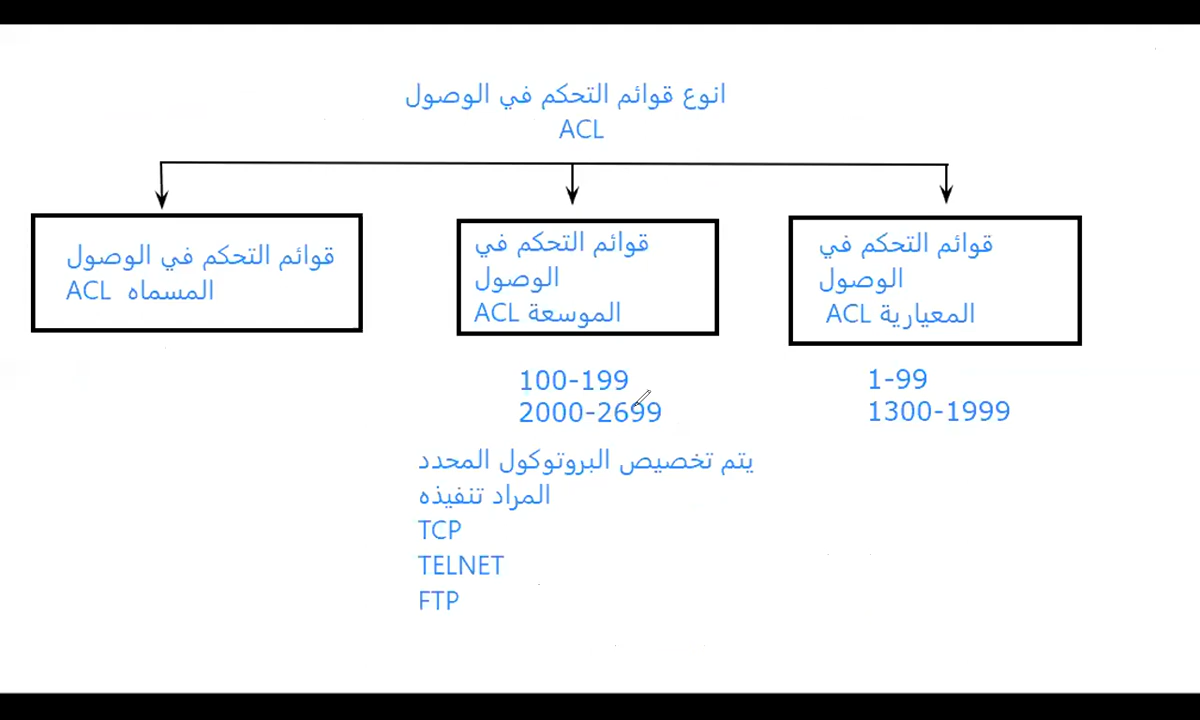 انوع قوائم التحكم في الوصول
ACL
قوائم التحكم في
الوصول
المعيارية ACL
1-99
1300-1999
قوائم التحكم في
الوصول
الموسعة ACL
100-199
2000-2699
يتم تخصيص البروتوكول المحدد
المراد تنفيذه
TCP
TELNET
FTP
قوائم التحكم في الوصول
المسماه ACL